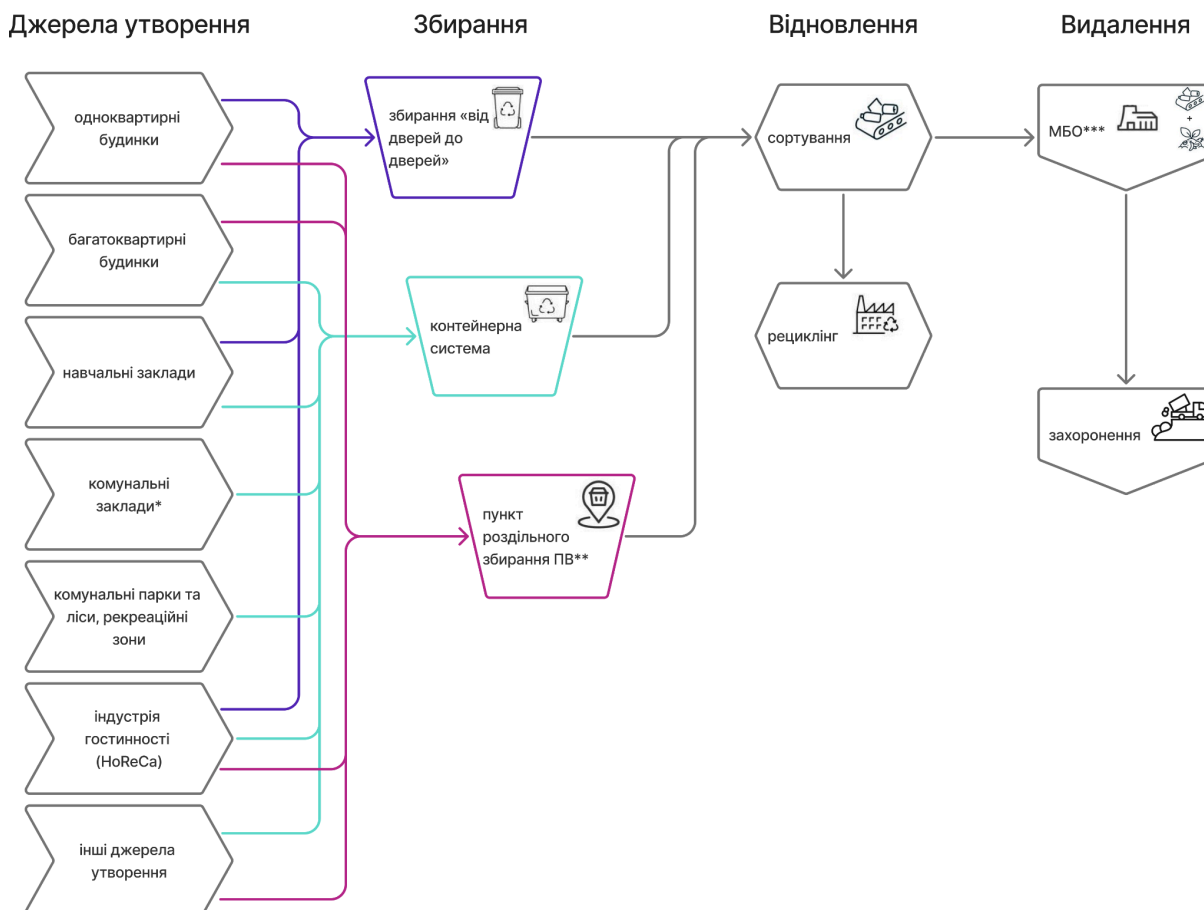 Джерела утворення
Збирання
Відновлення
Видалення
одноквартирні
будинки
багатоквартирні
будинки
навчальні заклади
комунальні
заклади*
комунальні парки та
ліси, рекреаційні
зони
індустрія
гостинності
(HoReCa)
інші джерела
утворення
збирання «від
дверей до
дверей»
контейнерна
система
пункт
роздільного
збирання ПВ**
сортування
рециклінг
МБО***
+
захоронення